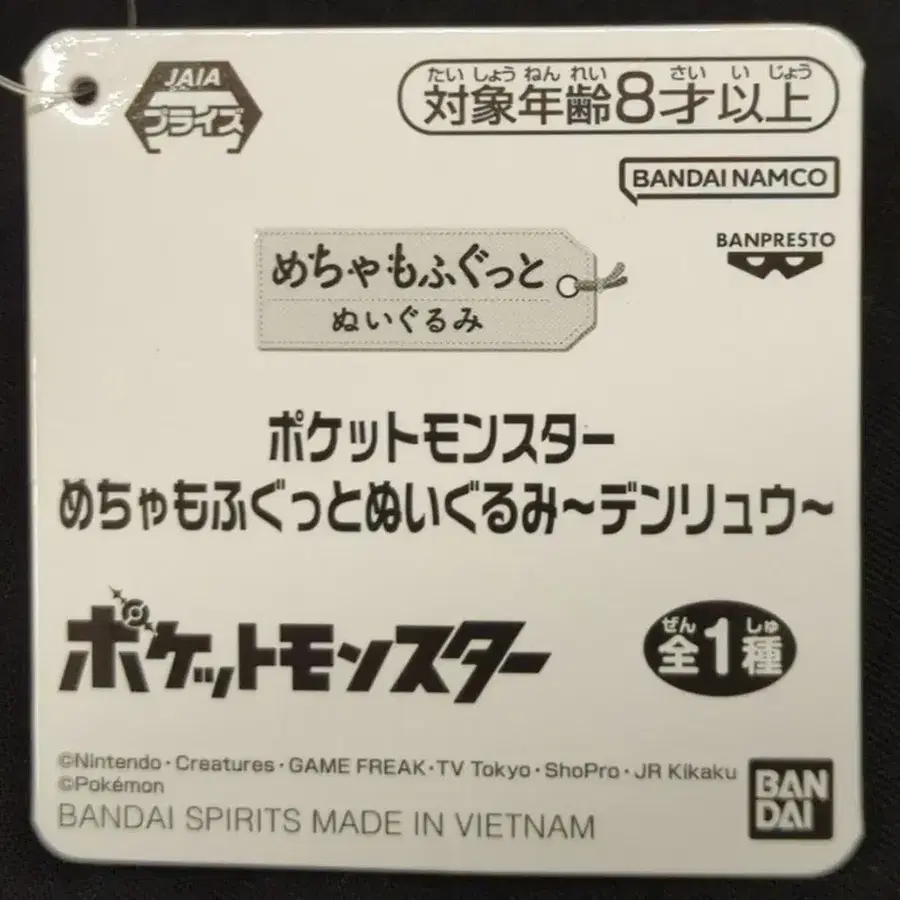 JAIA
プライズ
たいしょうねんれい さいいじょう
対象年齢8才以上
BANDAI NAMCO
BANPRESTO
めちゃもふぐっと
ぬいぐるみ
ポケットモンスター
めちゃもふぐっとぬいぐるみ~デンリュウ~
ポケットモンスター
ぜん しゅ
全1種
©Nintendo・Creatures・GAME FREAK・TV Tokyo・ShoPro・JR Kikaku
©Pokémon
BANDAI SPIRITS MADE IN VIETNAM
BAN
DAI